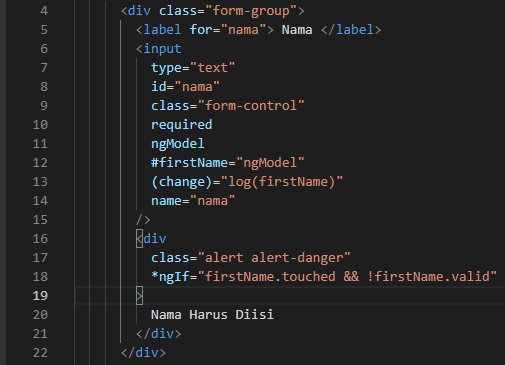 4 <div class="form-group">
5 <label for="nama"> Nama </label>
6 <input
7 type="text"
8 id="nama"
9 class="form-control"
10 required
11 ngModel
12 #firstName="ngModel"
13 (change)="log(firstName)"
14 name="nama"
15 />
16 <div
17 class="alert alert-danger"
18 *ngIf="firstName.touched && !firstName.valid"
19 >
20 Nama Harus Diisi
21 </div>
22 </div>